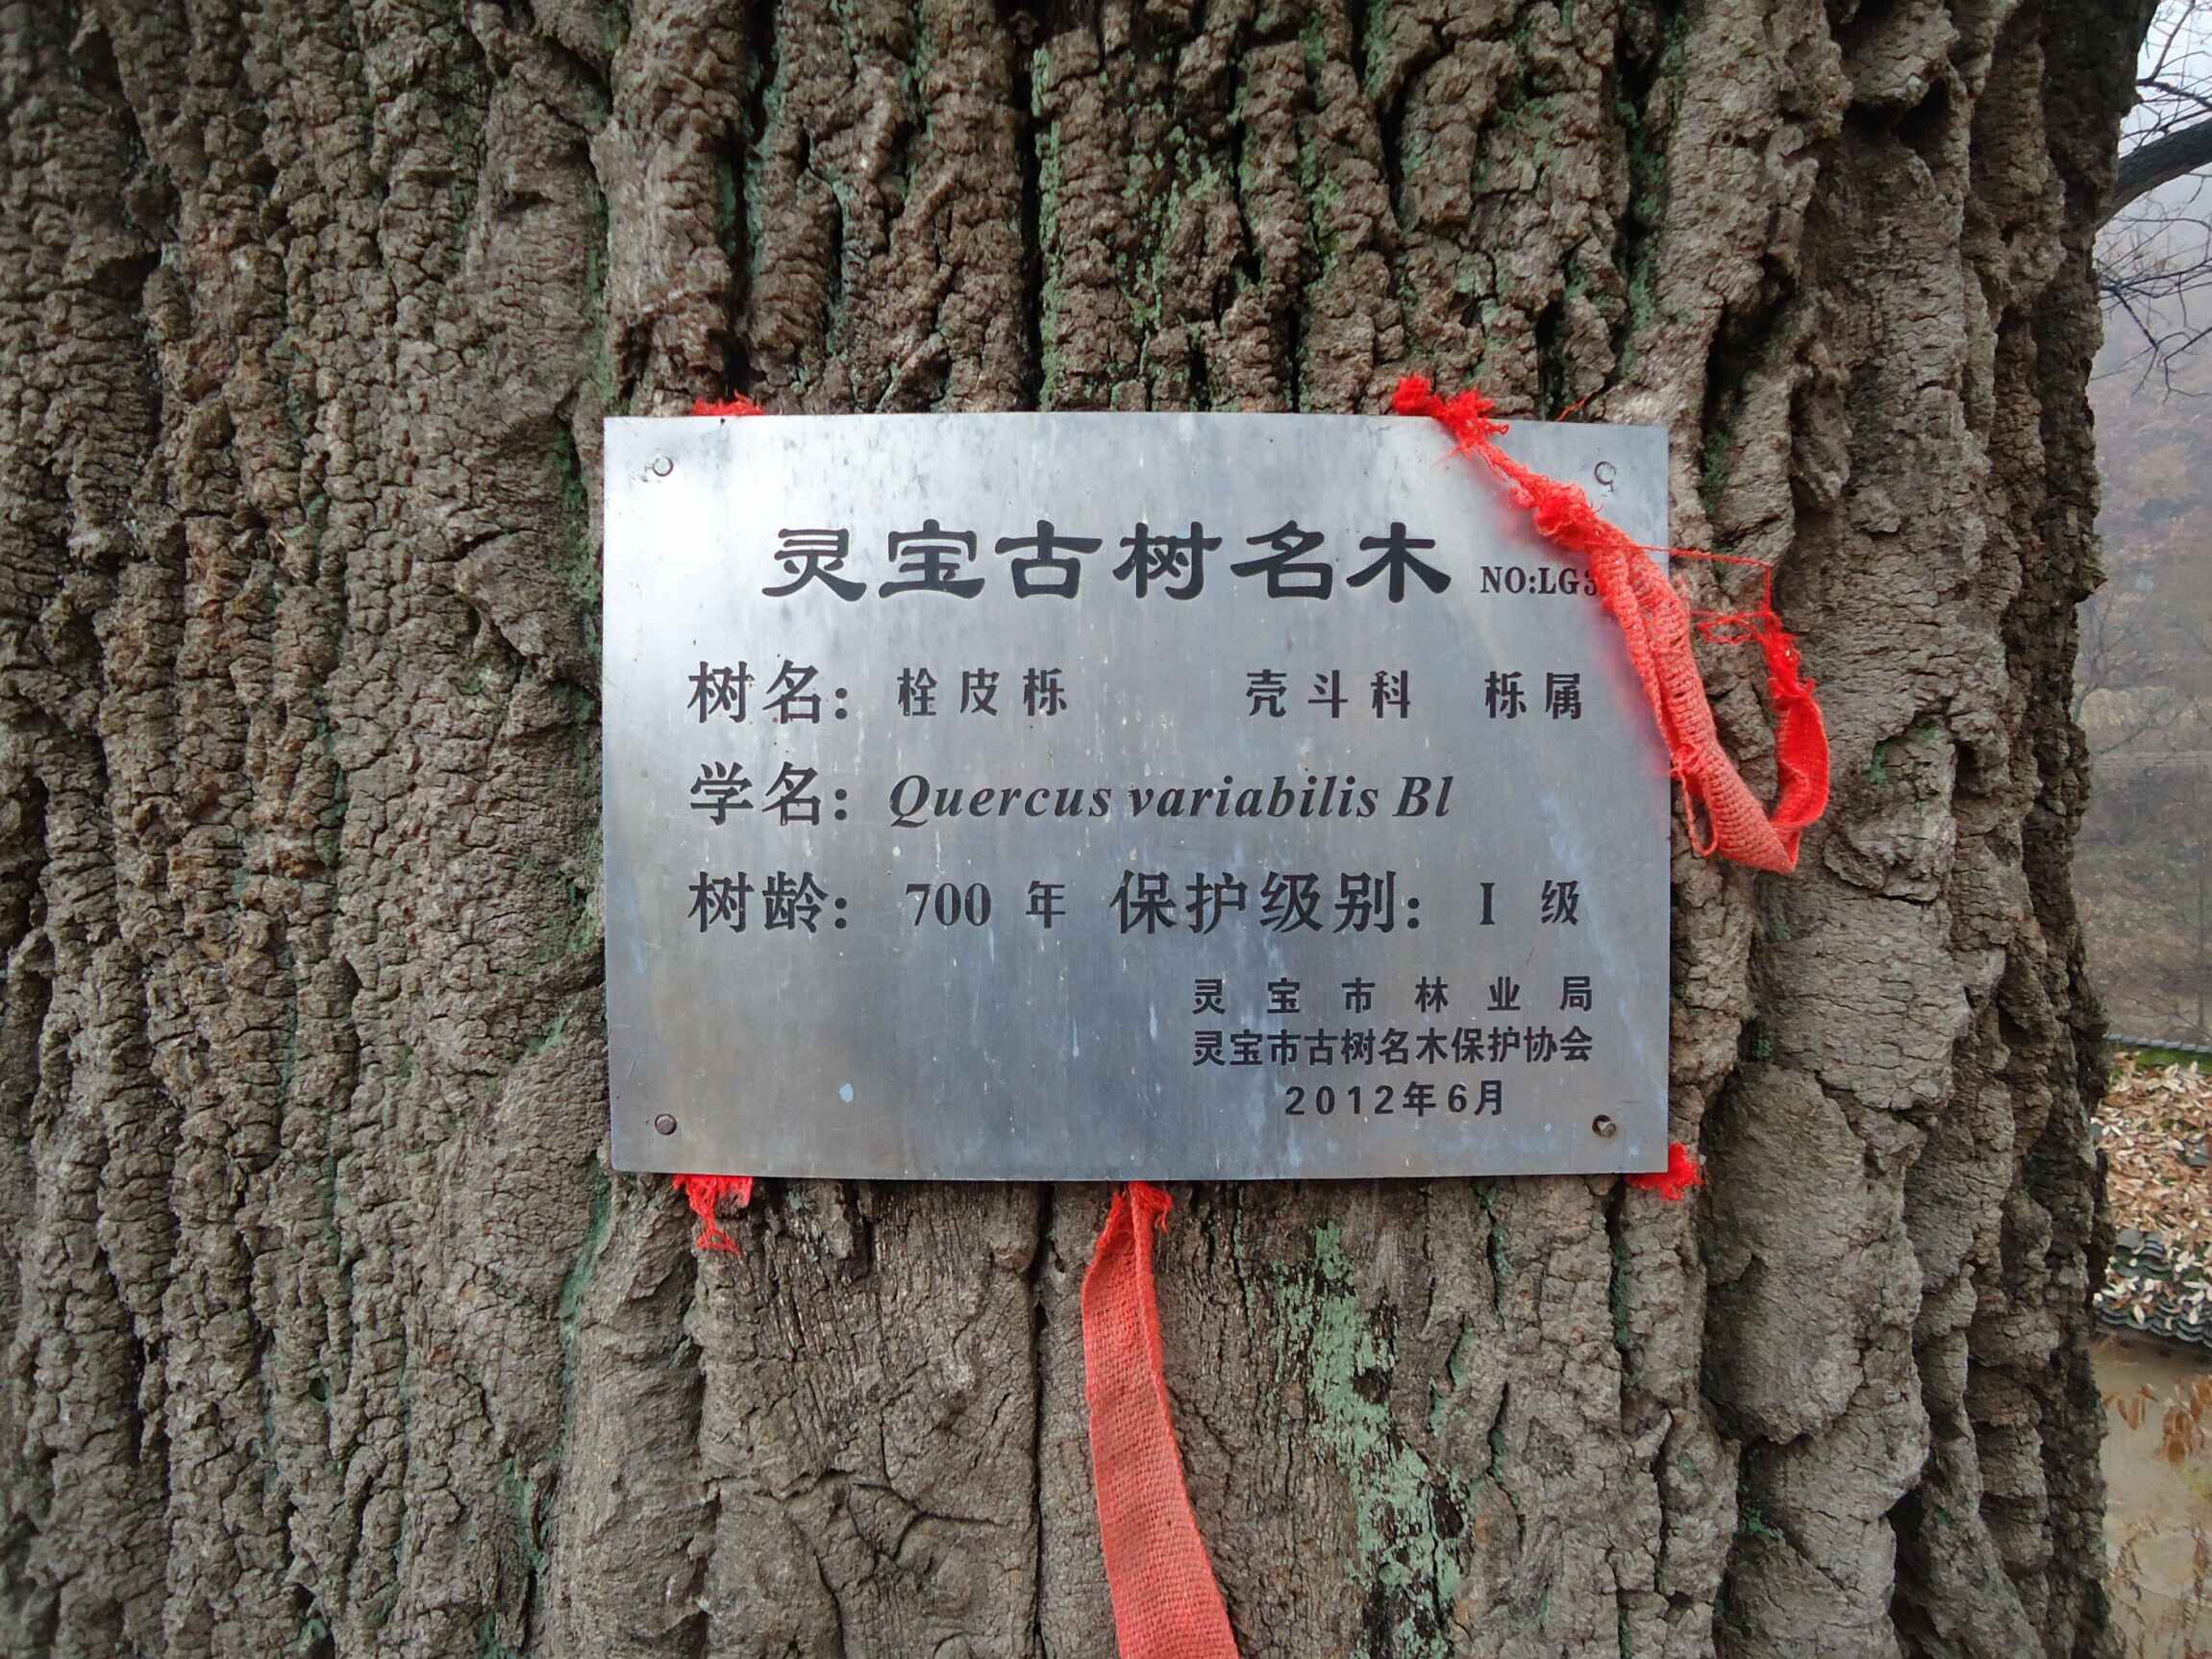 灵宝古树名木 NO:LG3
树名：栓皮栎 壳斗科 栎属
学名：Quercus variabilis Bl
树龄：700 年 保护级别：I 级
灵宝市林业局
灵宝市古树名木保护协会
2012年6月